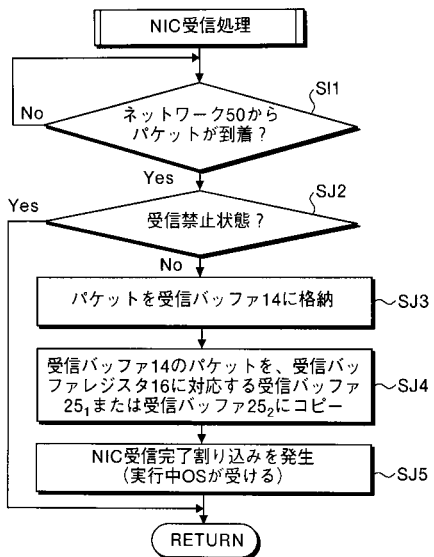 NIC受信処理
No
SI1
ネットワーク50から
パケットが到着?
Yes
Yes
SJ2
受信禁止状態?
No
パケットを受信バッファ14に格納
SJ3
受信バッファ14のパケットを、受信バッ
ファレジスタ16に対応する受信バッファ
25₁または受信バッファ25₂にコピー
SJ4
NIC受信完了割り込みを発生
(実行中OSが受ける)
SJ5
RETURN